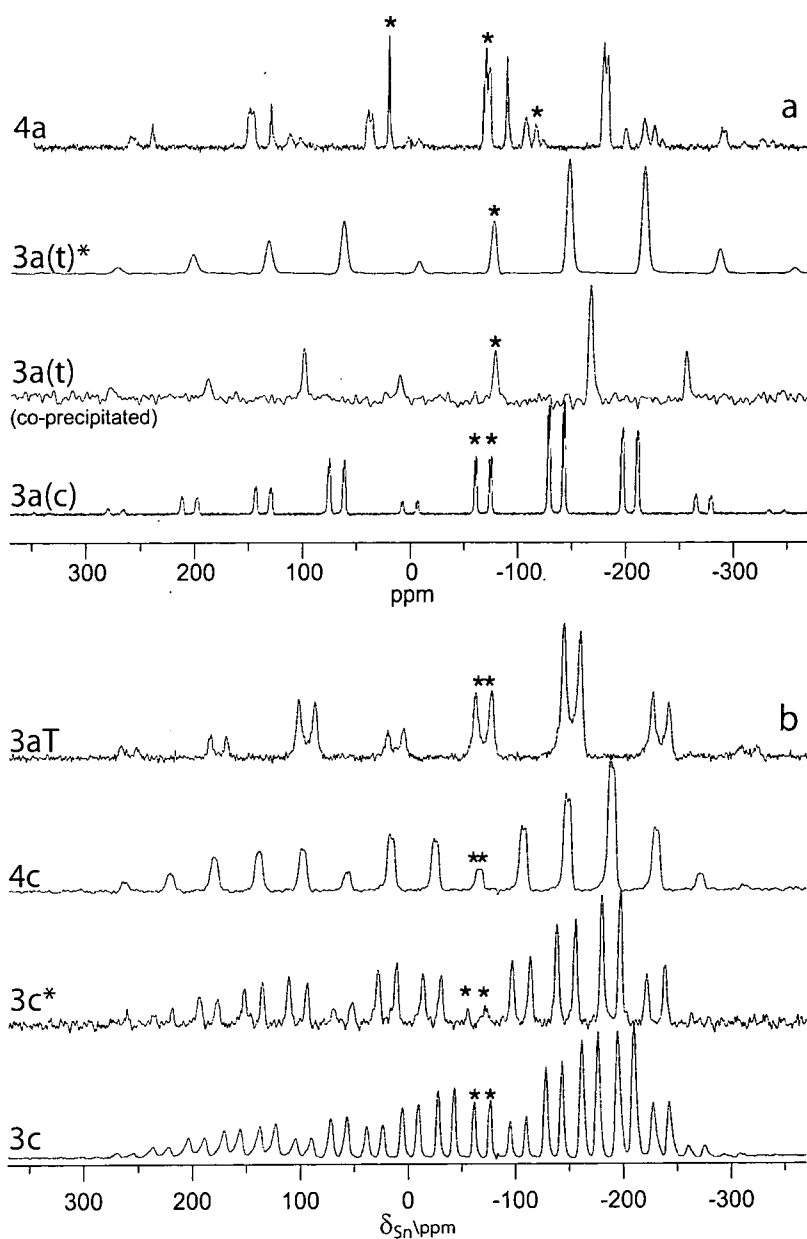 *
*
*
a
4a
*
3a(t)*
*
3a(t)
(co-precipitated)
* *
3a(c)
300 200 100 0 -100 -200 -300
ppm
**
b
3aT
**
4c
* *
3c*
* *
3c
300 200 100 0 -100 -200 -300
δSn\ppm